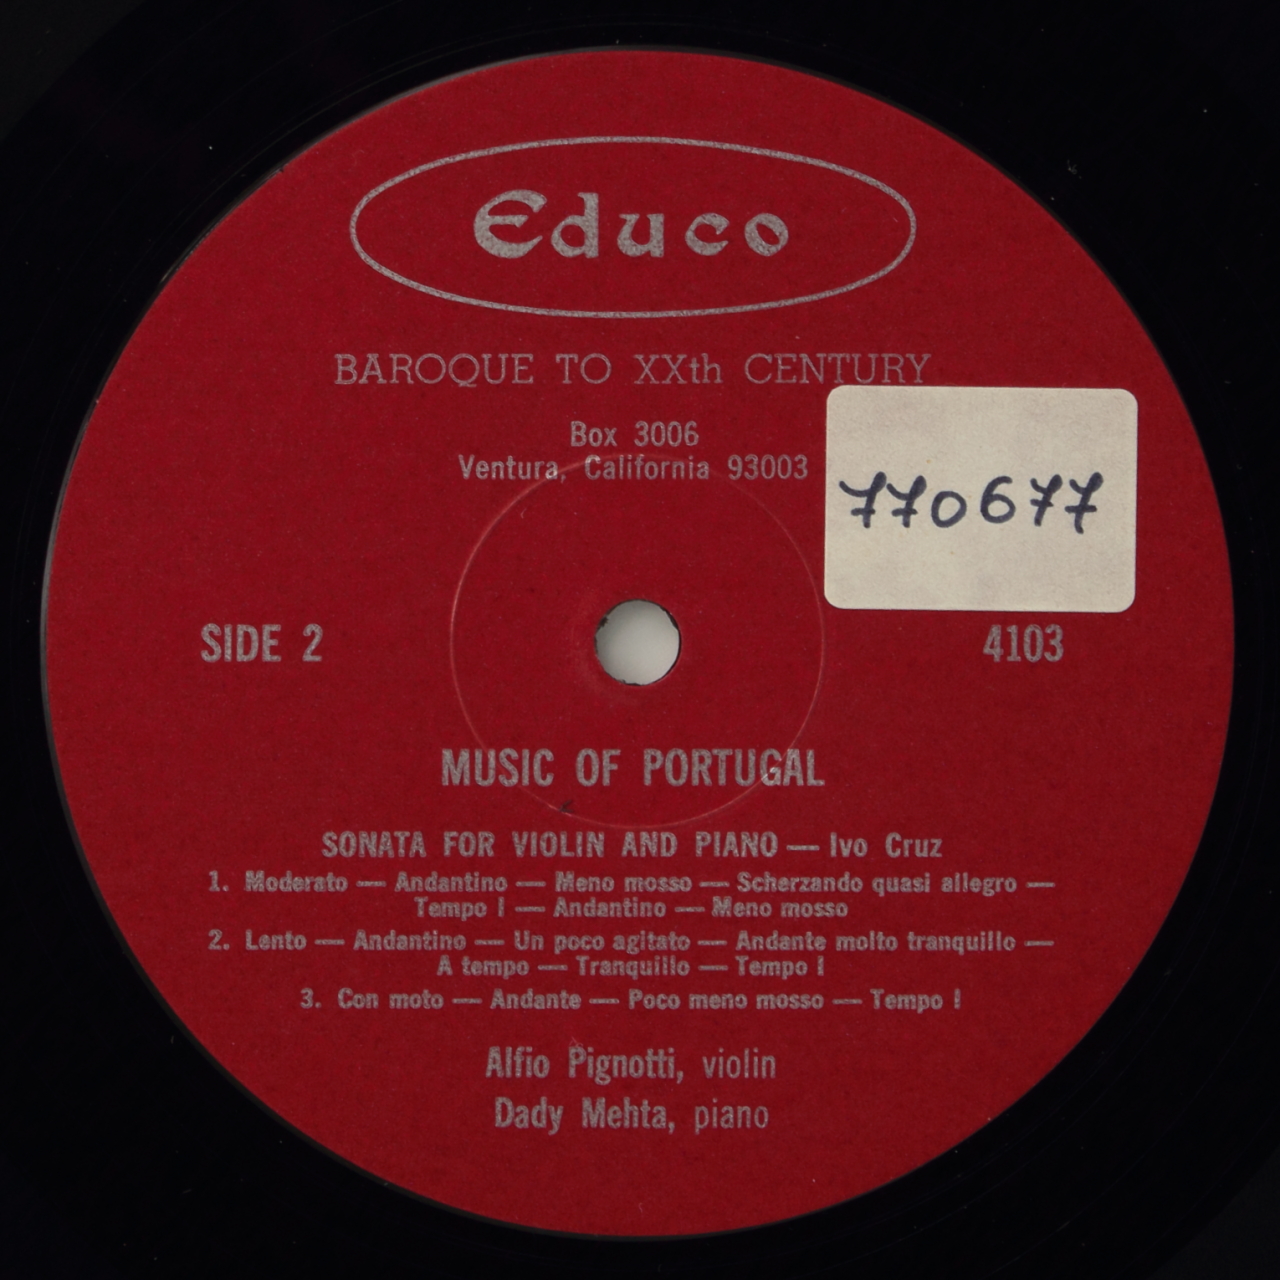 Educo
BAROQUE TO XXth CENTURY
Box 3006
Ventura, California 93003
770677
SIDE 2
4103
MUSIC OF PORTUGAL
SONATA FOR VIOLIN AND PIANO — Ivo Cruz
1. Moderato — Andantino — Meno mosso — Scherzando quasi allegro —
Tempo I — Andantino — Meno mosso
2. Lento — Andantino — Un poco agitato — Andante molto tranquillo —
A tempo — Tranquillo — Tempo I
3. Con moto — Andante — Poco meno mosso — Tempo I
Alfio Pignotti, violin
Dady Mehta, piano